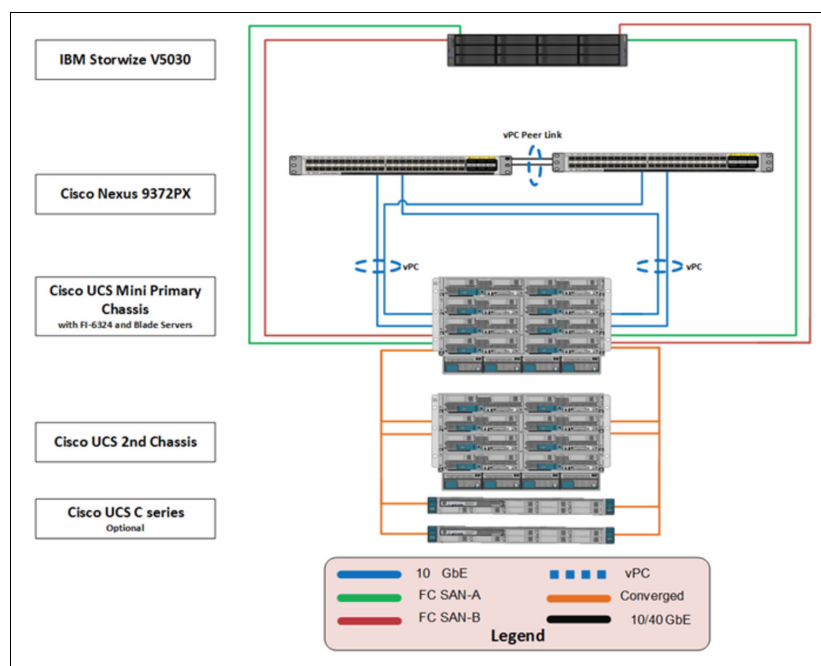 IBM Storwize V5030
vPC Peer Link
Cisco Nexus 9372PX
vPC
vPC
Cisco UCS Mini Primary
Chassis
with FI-6324 and Blade Servers
Cisco UCS 2nd Chassis
Cisco UCS C series
Optional
10 GbE
vPC
FC SAN-A
Converged
FC SAN-B
10/40 GbE
Legend